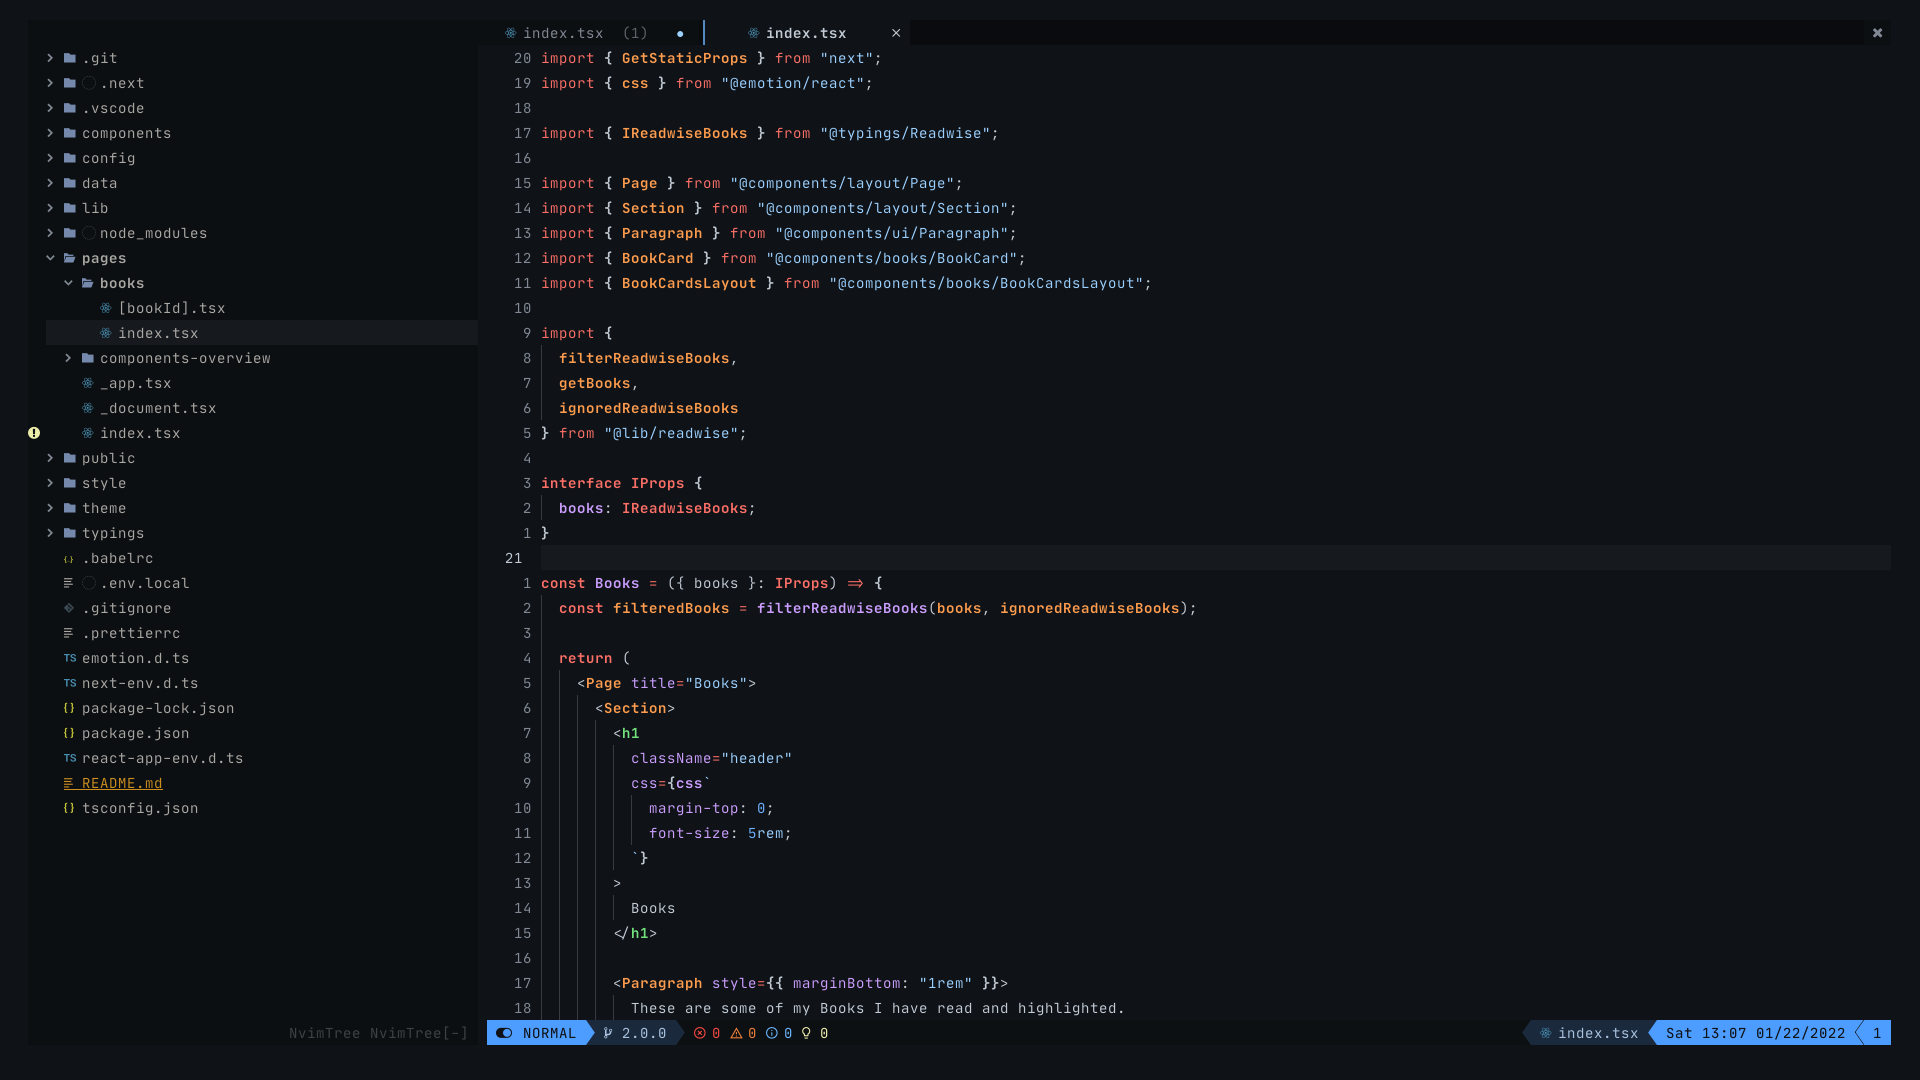 index.tsx (1) ● index.tsx ×
.git
.next
.vscode
components
config
data
lib
node_modules
pages
books
[bookId].tsx
index.tsx
components-overview
_app.tsx
_document.tsx
index.tsx
public
style
theme
typings
{.} .babelrc
.env.local
.gitignore
.prettierrc
TS emotion.d.ts
TS next-env.d.ts
{} package-lock.json
{} package.json
TS react-app-env.d.ts
README.md
{} tsconfig.json
NvimTree NvimTree[-]
20 import { GetStaticProps } from "next";
19 import { css } from "@emotion/react";
18
17 import { IReadwiseBooks } from "@typings/Readwise";
16
15 import { Page } from "@components/layout/Page";
14 import { Section } from "@components/layout/Section";
13 import { Paragraph } from "@components/ui/Paragraph";
12 import { BookCard } from "@components/books/BookCard";
11 import { BookCardsLayout } from "@components/books/BookCardsLayout";
10
9 import {
8   filterReadwiseBooks,
7   getBooks,
6   ignoredReadwiseBooks
5 } from "@lib/readwise";
4
3 interface IProps {
2   books: IReadwiseBooks;
1 }
21
1 const Books = ({ books }: IProps) => {
2   const filteredBooks = filterReadwiseBooks(books, ignoredReadwiseBooks);
3
4   return (
5     <Page title="Books">
6       <Section>
7         <h1
8           className="header"
9           css={css`
10             margin-top: 0;
11             font-size: 5rem;
12           `}
13         >
14           Books
15         </h1>
16
17         <Paragraph style={{ marginBottom: "1rem" }}>
18           These are some of my Books I have read and highlighted.
NORMAL 2.0.0 0 0 0 0 index.tsx Sat 13:07 01/22/2022 1